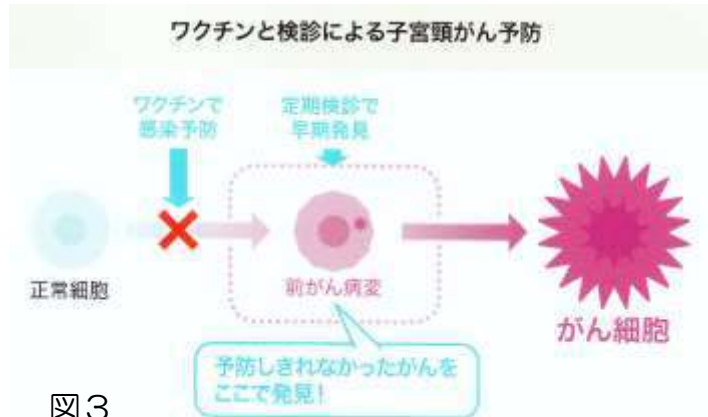 ワクチンと検診による子宮頸がん予防
ワクチンで
感染予防
定期検診で
早期発見
正常細胞
前がん病変
がん細胞
予防しきれなかったがんを
ここで発見!
図3